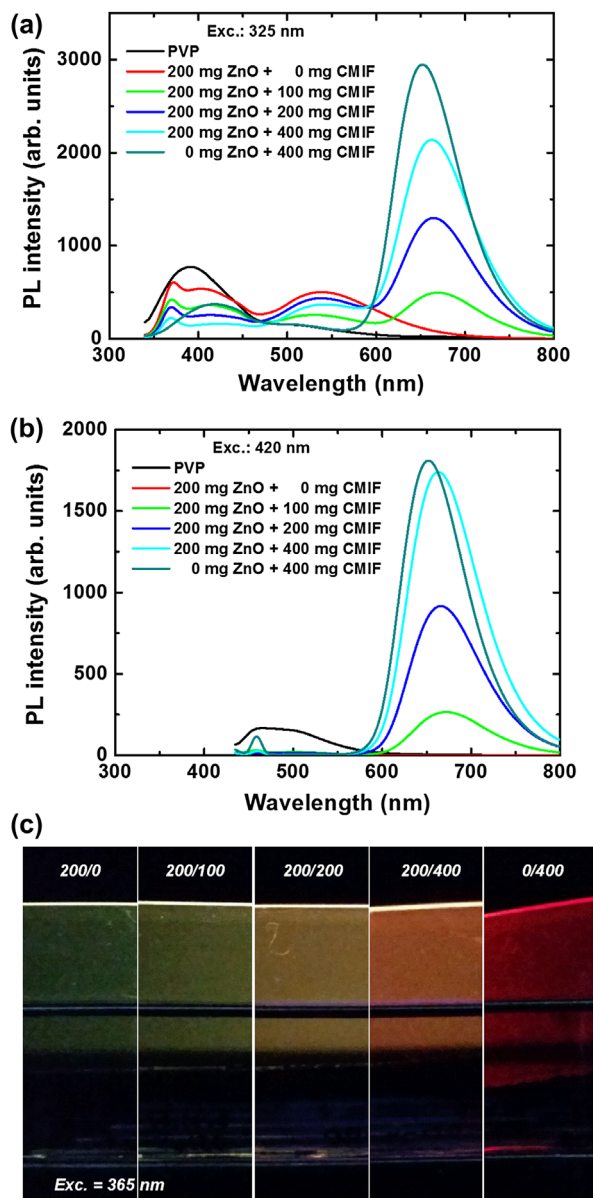 (a)
Exc.: 325 nm
PVP
200 mg ZnO + 0 mg CMIF
200 mg ZnO + 100 mg CMIF
200 mg ZnO + 200 mg CMIF
200 mg ZnO + 400 mg CMIF
0 mg ZnO + 400 mg CMIF
3000
2000
1000
0
PL intensity (arb. units)
300 400 500 600 700 800
Wavelength (nm)
(b)
Exc.: 420 nm
PVP
200 mg ZnO + 0 mg CMIF
200 mg ZnO + 100 mg CMIF
200 mg ZnO + 200 mg CMIF
200 mg ZnO + 400 mg CMIF
0 mg ZnO + 400 mg CMIF
2000
1500
1000
500
0
PL intensity (arb. units)
300 400 500 600 700 800
Wavelength (nm)
(c)
200/0 200/100 200/200 200/400 0/400
Exc. = 365 nm